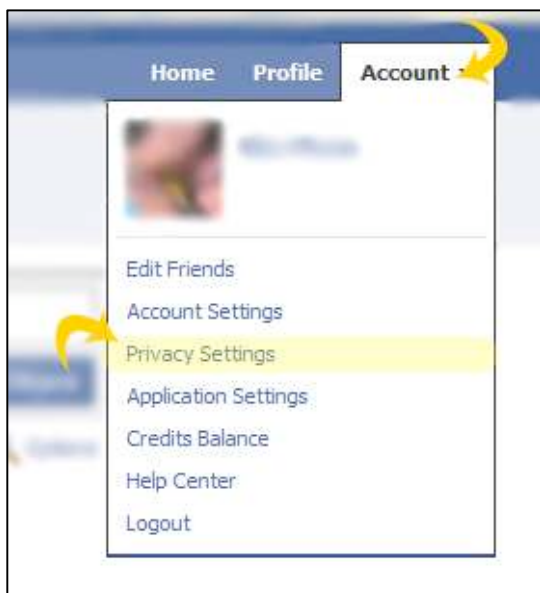 Home Profile Account
Edit Friends
Account Settings
Privacy Settings
Application Settings
Credits Balance
Help Center
Logout